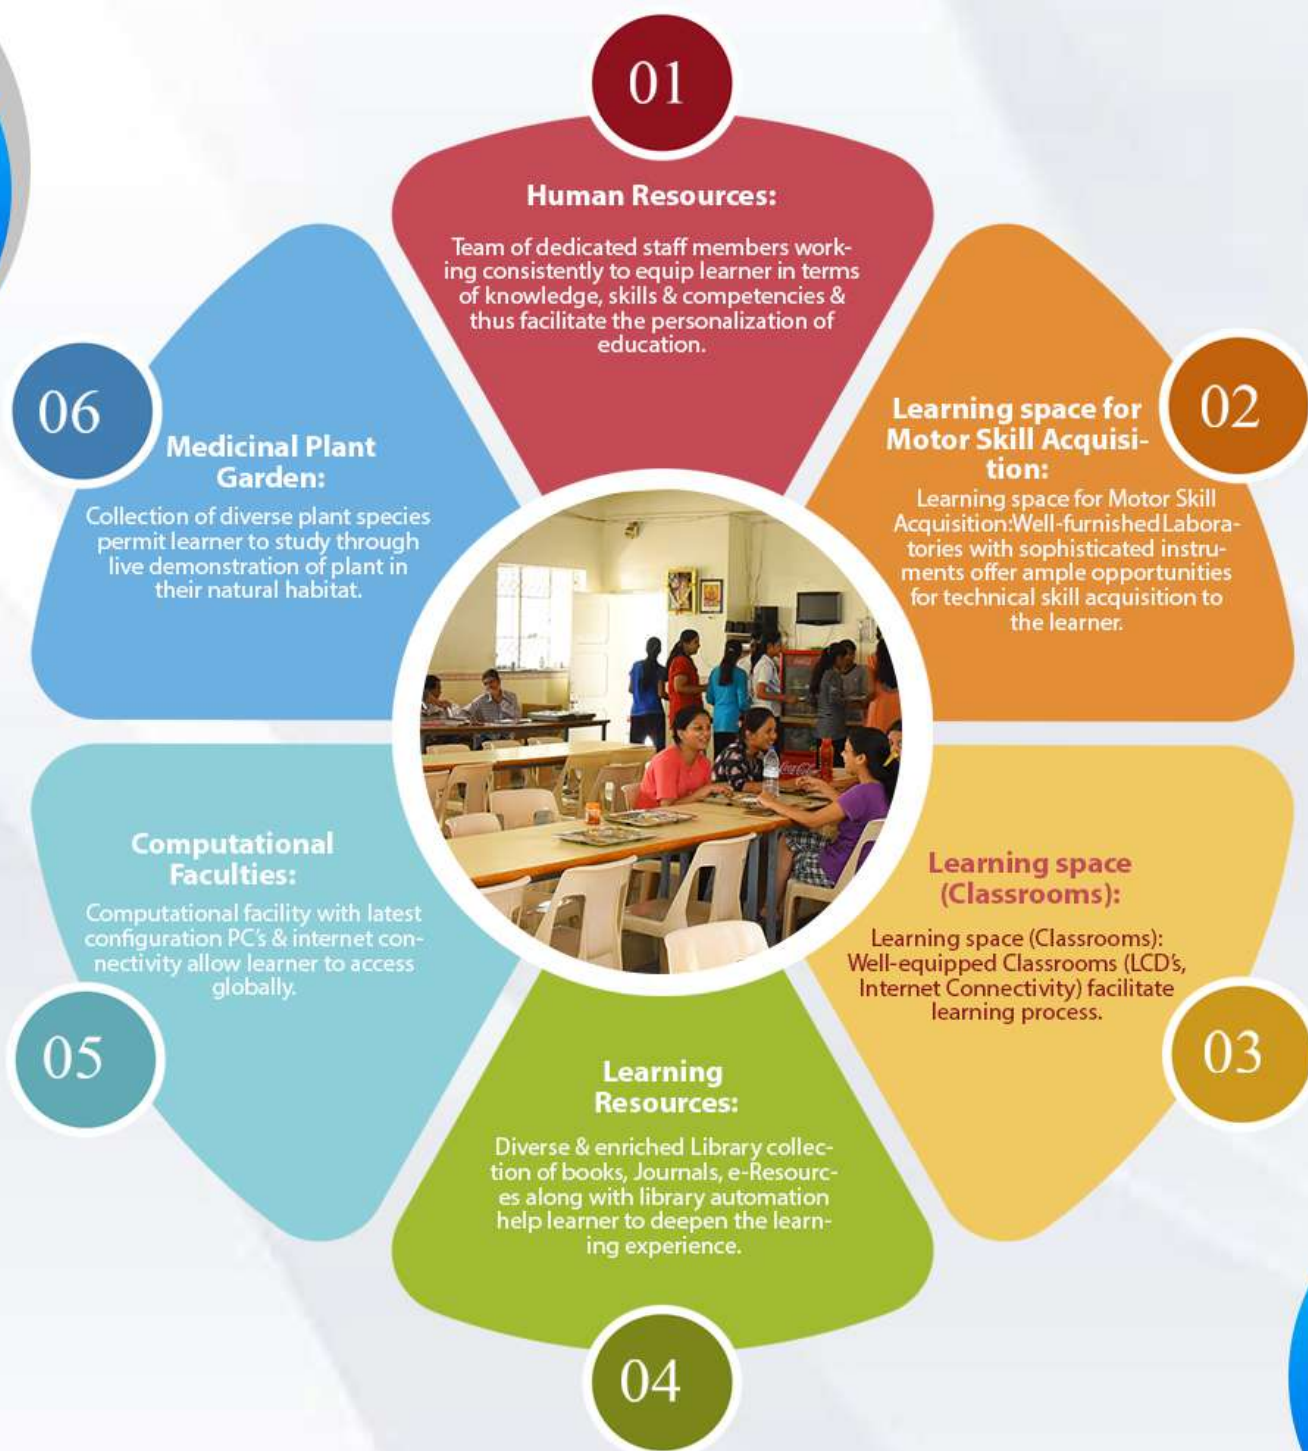 01
Human Resources:
Team of dedicated staff members work-
ing consistently to equip learner in terms
of knowledge, skills & competencies &
thus facilitate the personalization of
education.
02
Learning space for
Motor Skill Acquisi-
tion:
Learning space for Motor Skill
Acquisition:Well-furnished Labora-
tories with sophisticated instru-
ments offer ample opportunities
for technical skill acquisition to
the learner.
Learning space
(Classrooms):
Learning space (Classrooms):
Well-equipped Classrooms (LCD's,
Internet Connectivity) facilitate
learning process.
03
Learning
Resources:
Diverse & enriched Library collec-
tion of books, Journals, e-Resourc-
es along with library automation
help learner to deepen the learn-
ing experience.
04
Computational
Faculties:
Computational facility with latest
configuration PC's & internet con-
nectivity allow learner to access
globally.
05
06
Medicinal Plant
Garden:
Collection of diverse plant species
permit learner to study through
live demonstration of plant in
their natural habitat.
Coca-Cola